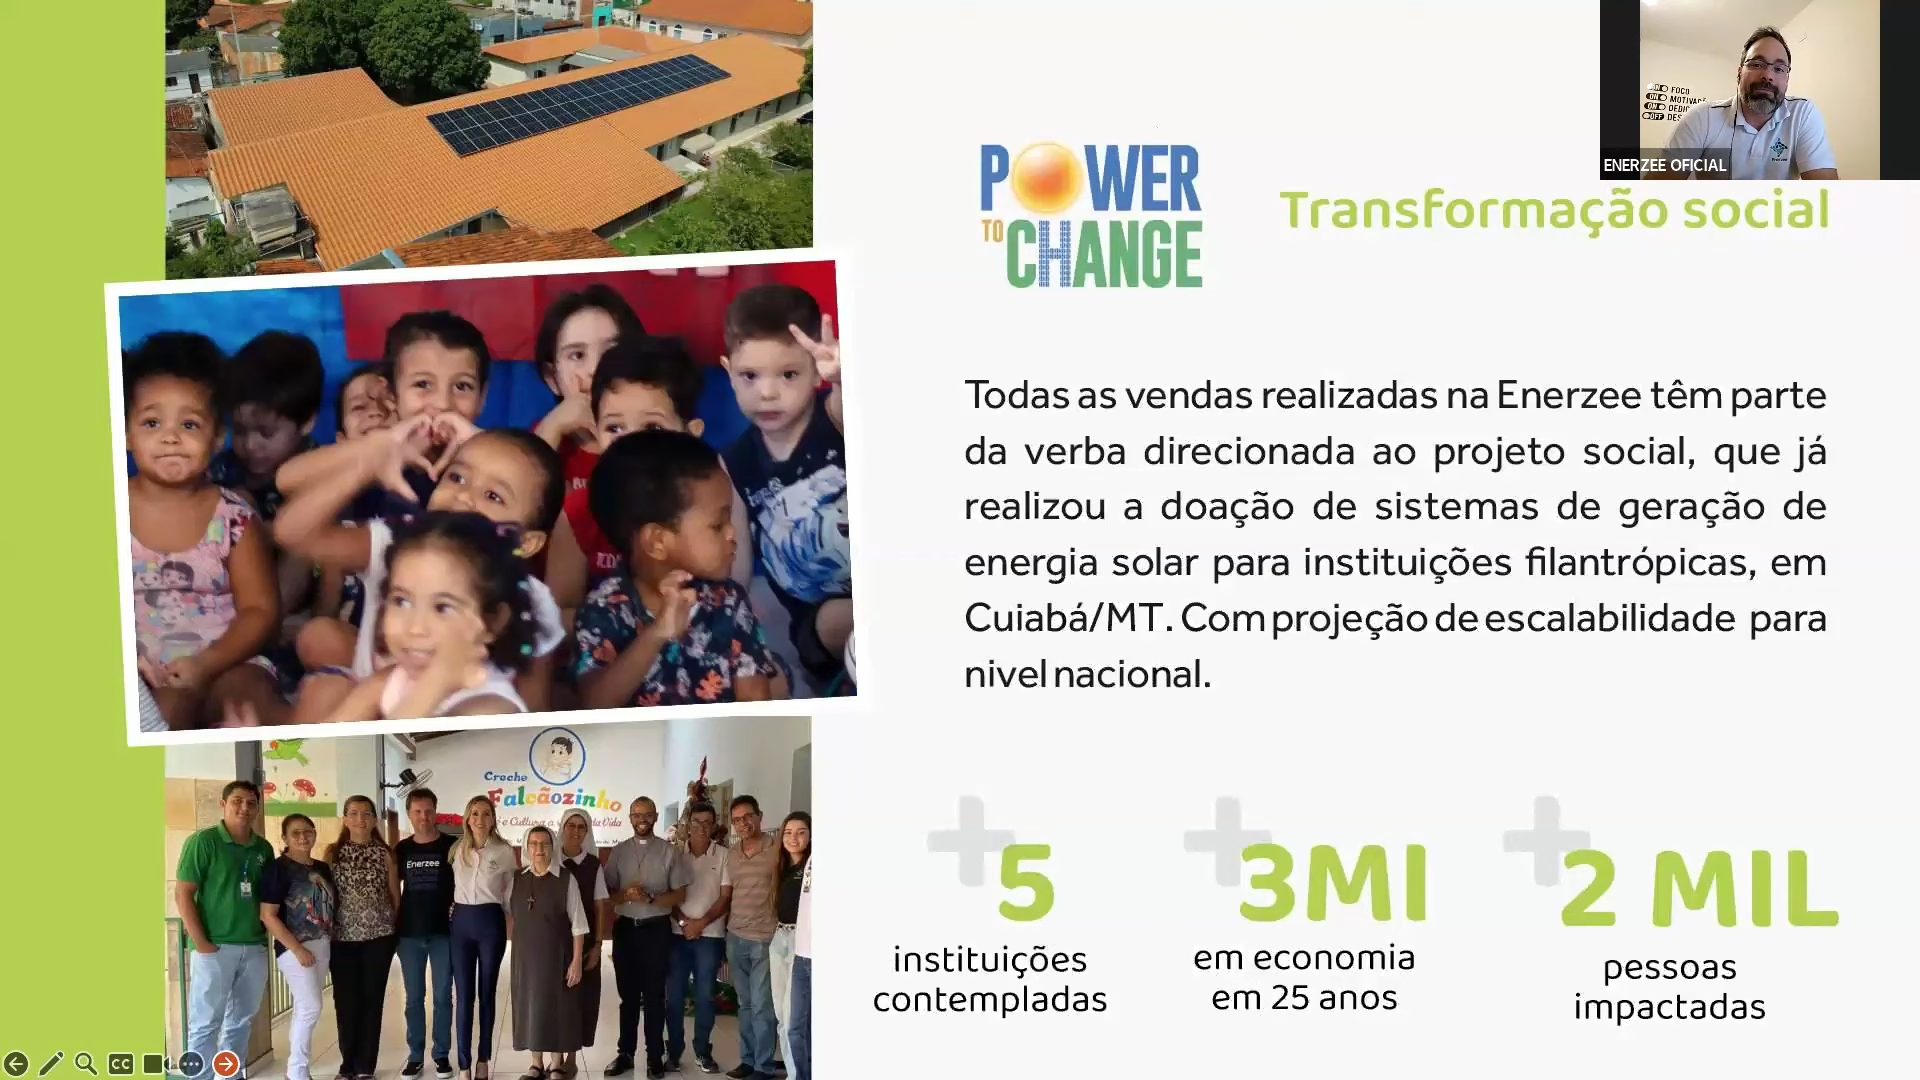 FOCO
ENERZEE OFICIAL
POWER
TO CHANGE
Transformação social
Todas as vendas realizadas na Enerzee têm parte
da verba direcionada ao projeto social, que já
realizou a doação de sistemas de geração de
energia solar para instituições filantrópicas, em
Cuiabá/MT. Com projeção de escalabilidade para
nivel nacional.
Creche
Falcãozinho
Enerzee
+5
instituições
contempladas
+3MI
em economia
em 25 anos
+2 MIL
pessoas
impactadas
CC